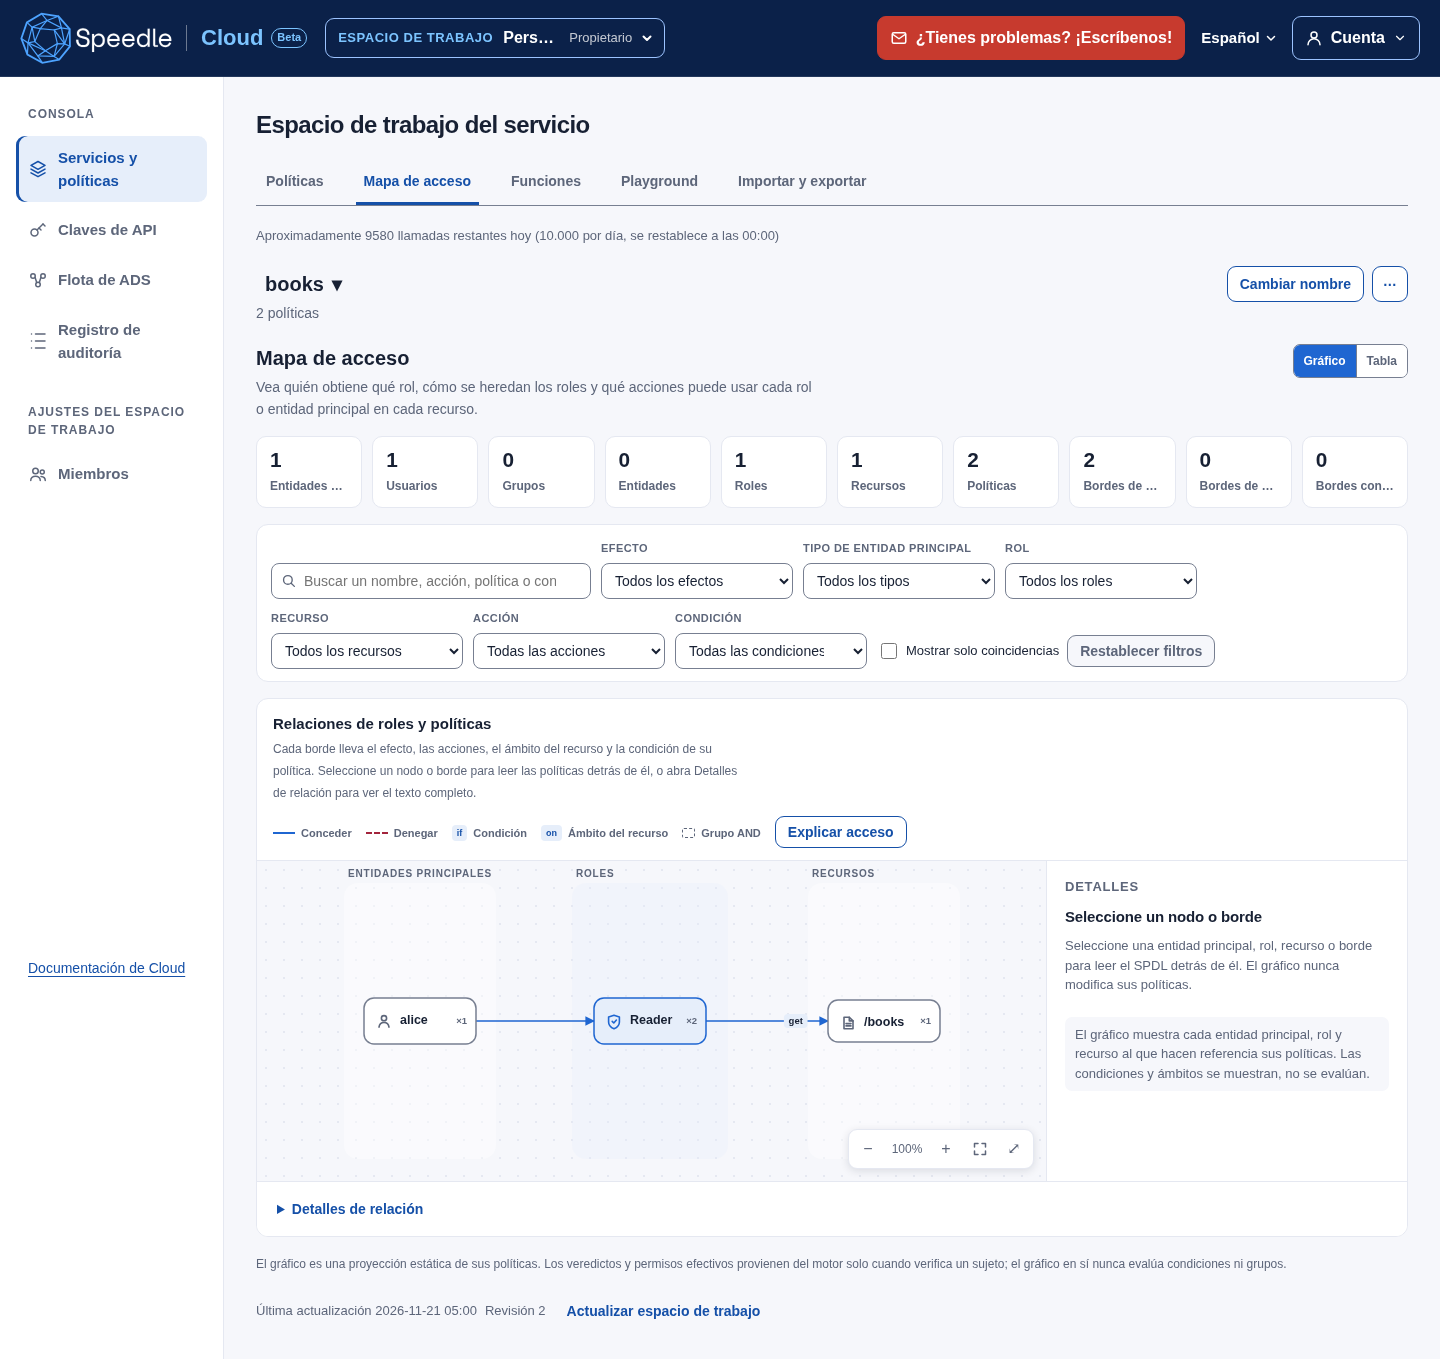 Speedle
Cloud Beta
ESPACIO DE TRABAJO Pers… Propietario
¿Tienes problemas? ¡Escríbenos!
Español
Cuenta
CONSOLA
Servicios y
políticas
Claves de API
Flota de ADS
Registro de
auditoría
AJUSTES DEL ESPACIO
DE TRABAJO
Miembros
Documentación de Cloud
Espacio de trabajo del servicio
Políticas Mapa de acceso Funciones Playground Importar y exportar
Aproximadamente 9580 llamadas restantes hoy (10.000 por día, se restablece a las 00:00)
books ▾
Cambiar nombre ···
2 políticas
Mapa de acceso
Gráfico Tabla
Vea quién obtiene qué rol, cómo se heredan los roles y qué acciones puede usar cada rol
o entidad principal en cada recurso.
1 1 0 0 1 1 2 2 0 0
Entidades … Usuarios Grupos Entidades Roles Recursos Políticas Bordes de … Bordes de … Bordes con…
EFECTO TIPO DE ENTIDAD PRINCIPAL ROL
Buscar un nombre, acción, política o con Todos los efectos Todos los tipos Todos los roles
RECURSO ACCIÓN CONDICIÓN
Todos los recursos Todas las acciones Todas las condiciones Mostrar solo coincidencias Restablecer filtros
Relaciones de roles y políticas
Cada borde lleva el efecto, las acciones, el ámbito del recurso y la condición de su
política. Seleccione un nodo o borde para leer las políticas detrás de él, o abra Detalles
de relación para ver el texto completo.
Conceder Denegar if Condición on Ámbito del recurso Grupo AND Explicar acceso
ENTIDADES PRINCIPALES ROLES RECURSOS
alice ×1 Reader ×2 get /books ×1
− 100% +
DETALLES
Seleccione un nodo o borde
Seleccione una entidad principal, rol, recurso o borde
para leer el SPDL detrás de él. El gráfico nunca
modifica sus políticas.
El gráfico muestra cada entidad principal, rol y
recurso al que hacen referencia sus políticas. Las
condiciones y ámbitos se muestran, no se evalúan.
Detalles de relación
El gráfico es una proyección estática de sus políticas. Los veredictos y permisos efectivos provienen del motor solo cuando verifica un sujeto; el gráfico en sí nunca evalúa condiciones ni grupos.
Última actualización 2026-11-21 05:00 Revisión 2 Actualizar espacio de trabajo